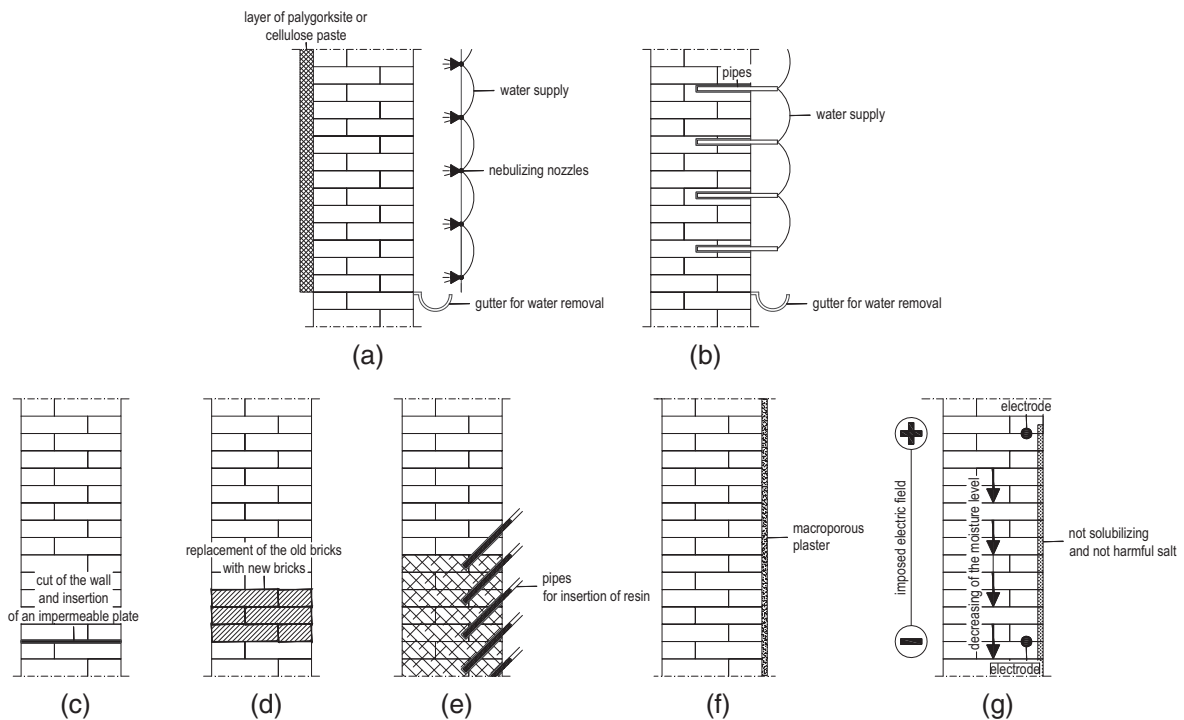 layer of palygorksite or
cellulose paste
water supply
nebulizing nozzles
gutter for water removal
(a)
pipes
water supply
gutter for water removal
(b)
cut of the wall
and insertion
of an impermeable plate
(c)
replacement of the old bricks
with new bricks
(d)
pipes
for insertion of resin
(e)
macroporous
plaster
(f)
imposed electric field
decreasing of the moisture level
electrode
not solubilizing
and not harmful salt
electrode
(g)